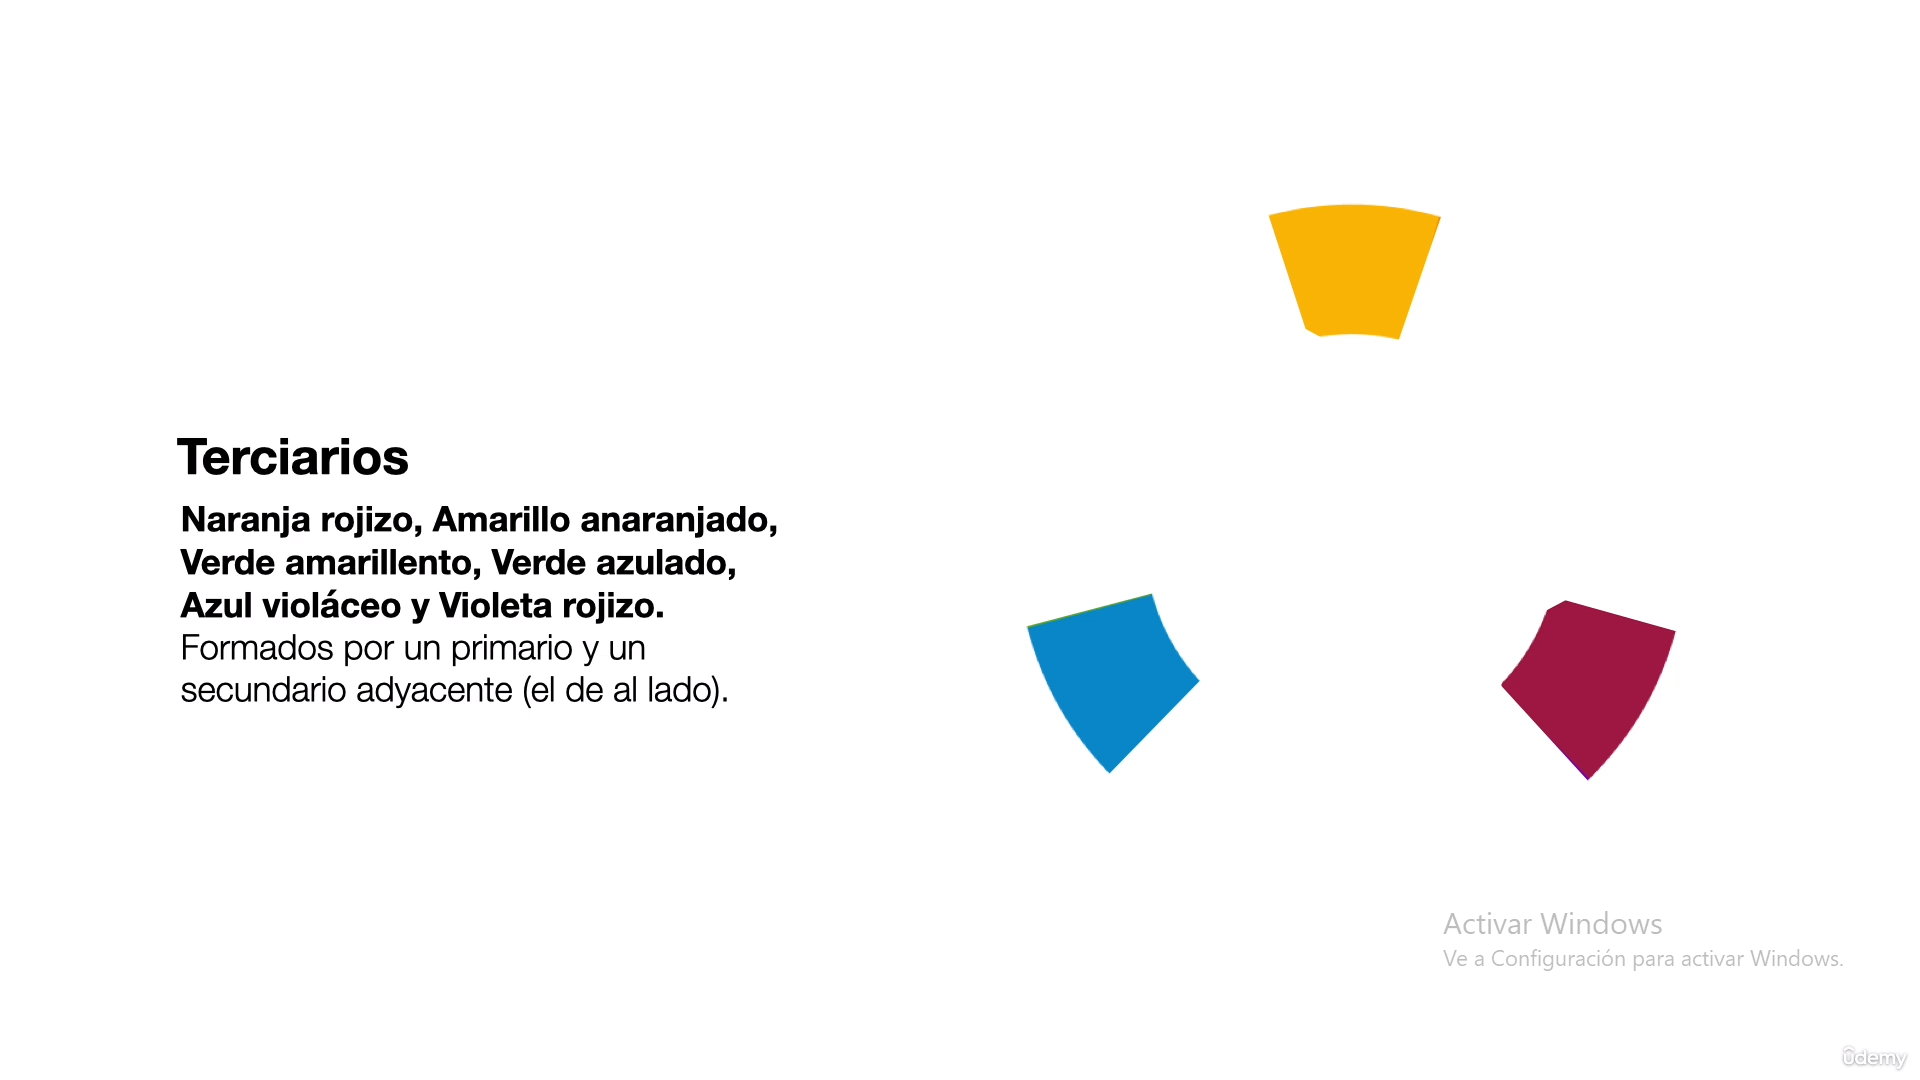 Terciarios
Naranja rojizo, Amarillo anaranjado,
Verde amarillento, Verde azulado,
Azul violáceo y Violeta rojizo.
Formados por un primario y un
secundario adyacente (el de al lado).
Activar Windows
Ve a Configuración para activar Windows.
ûdemy